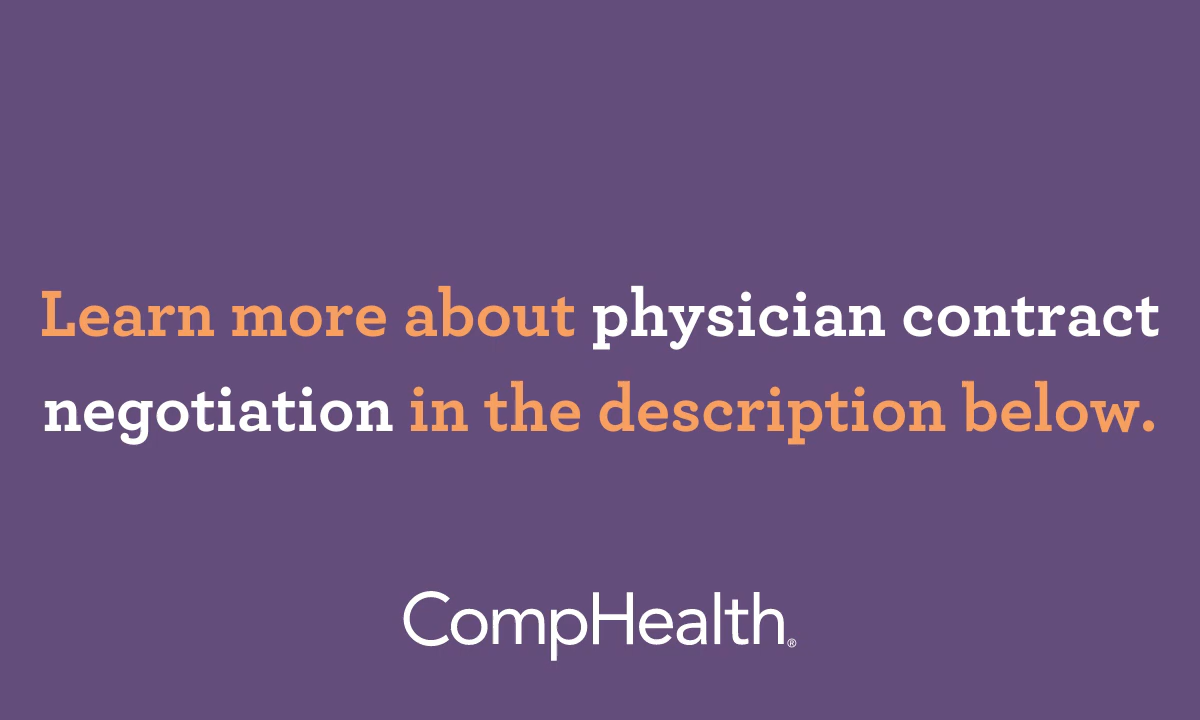 Learn more about physician contract
negotiation in the description below.
CompHealth®